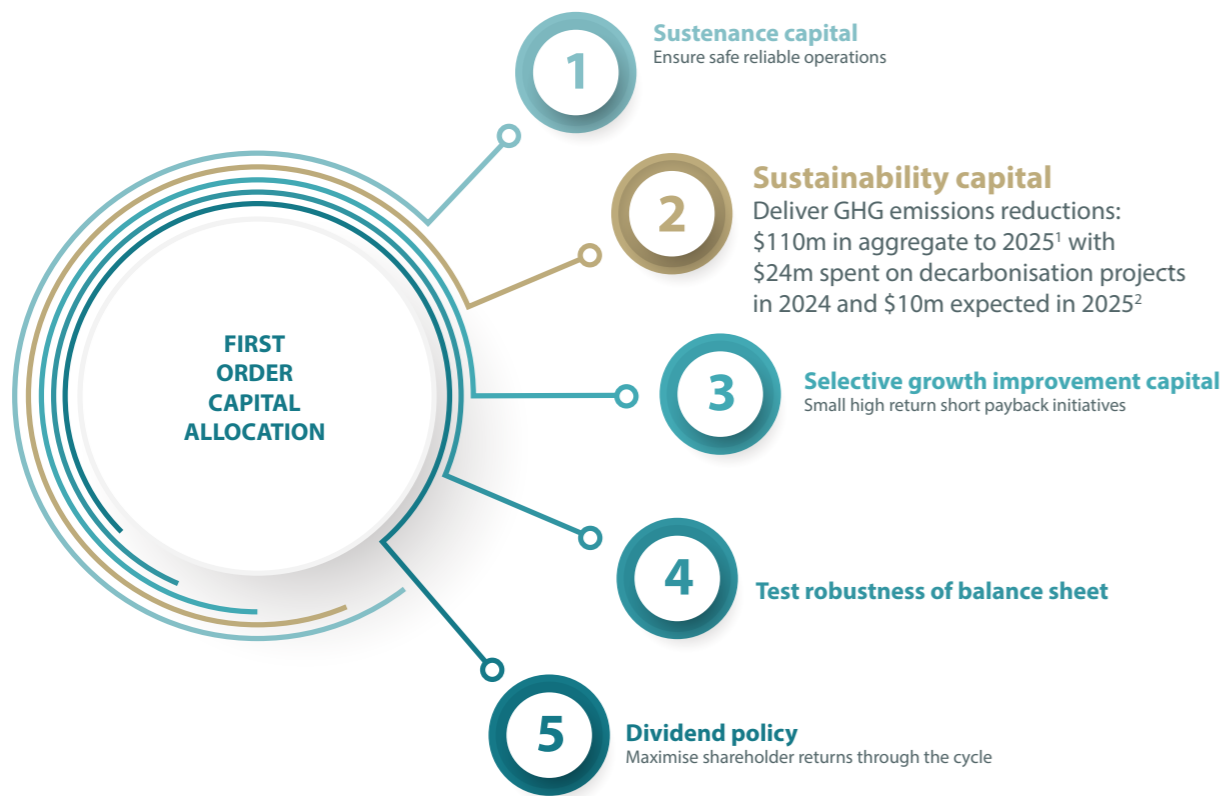 FIRST
ORDER
CAPITAL
ALLOCATION
1
Sustenance capital
Ensure safe reliable operations
2
Sustainability capital
Deliver GHG emissions reductions:
$110m in aggregate to 2025¹ with
$24m spent on decarbonisation projects
in 2024 and $10m expected in 2025²
3
Selective growth improvement capital
Small high return short payback initiatives
4
Test robustness of balance sheet
5
Dividend policy
Maximise shareholder returns through the cycle